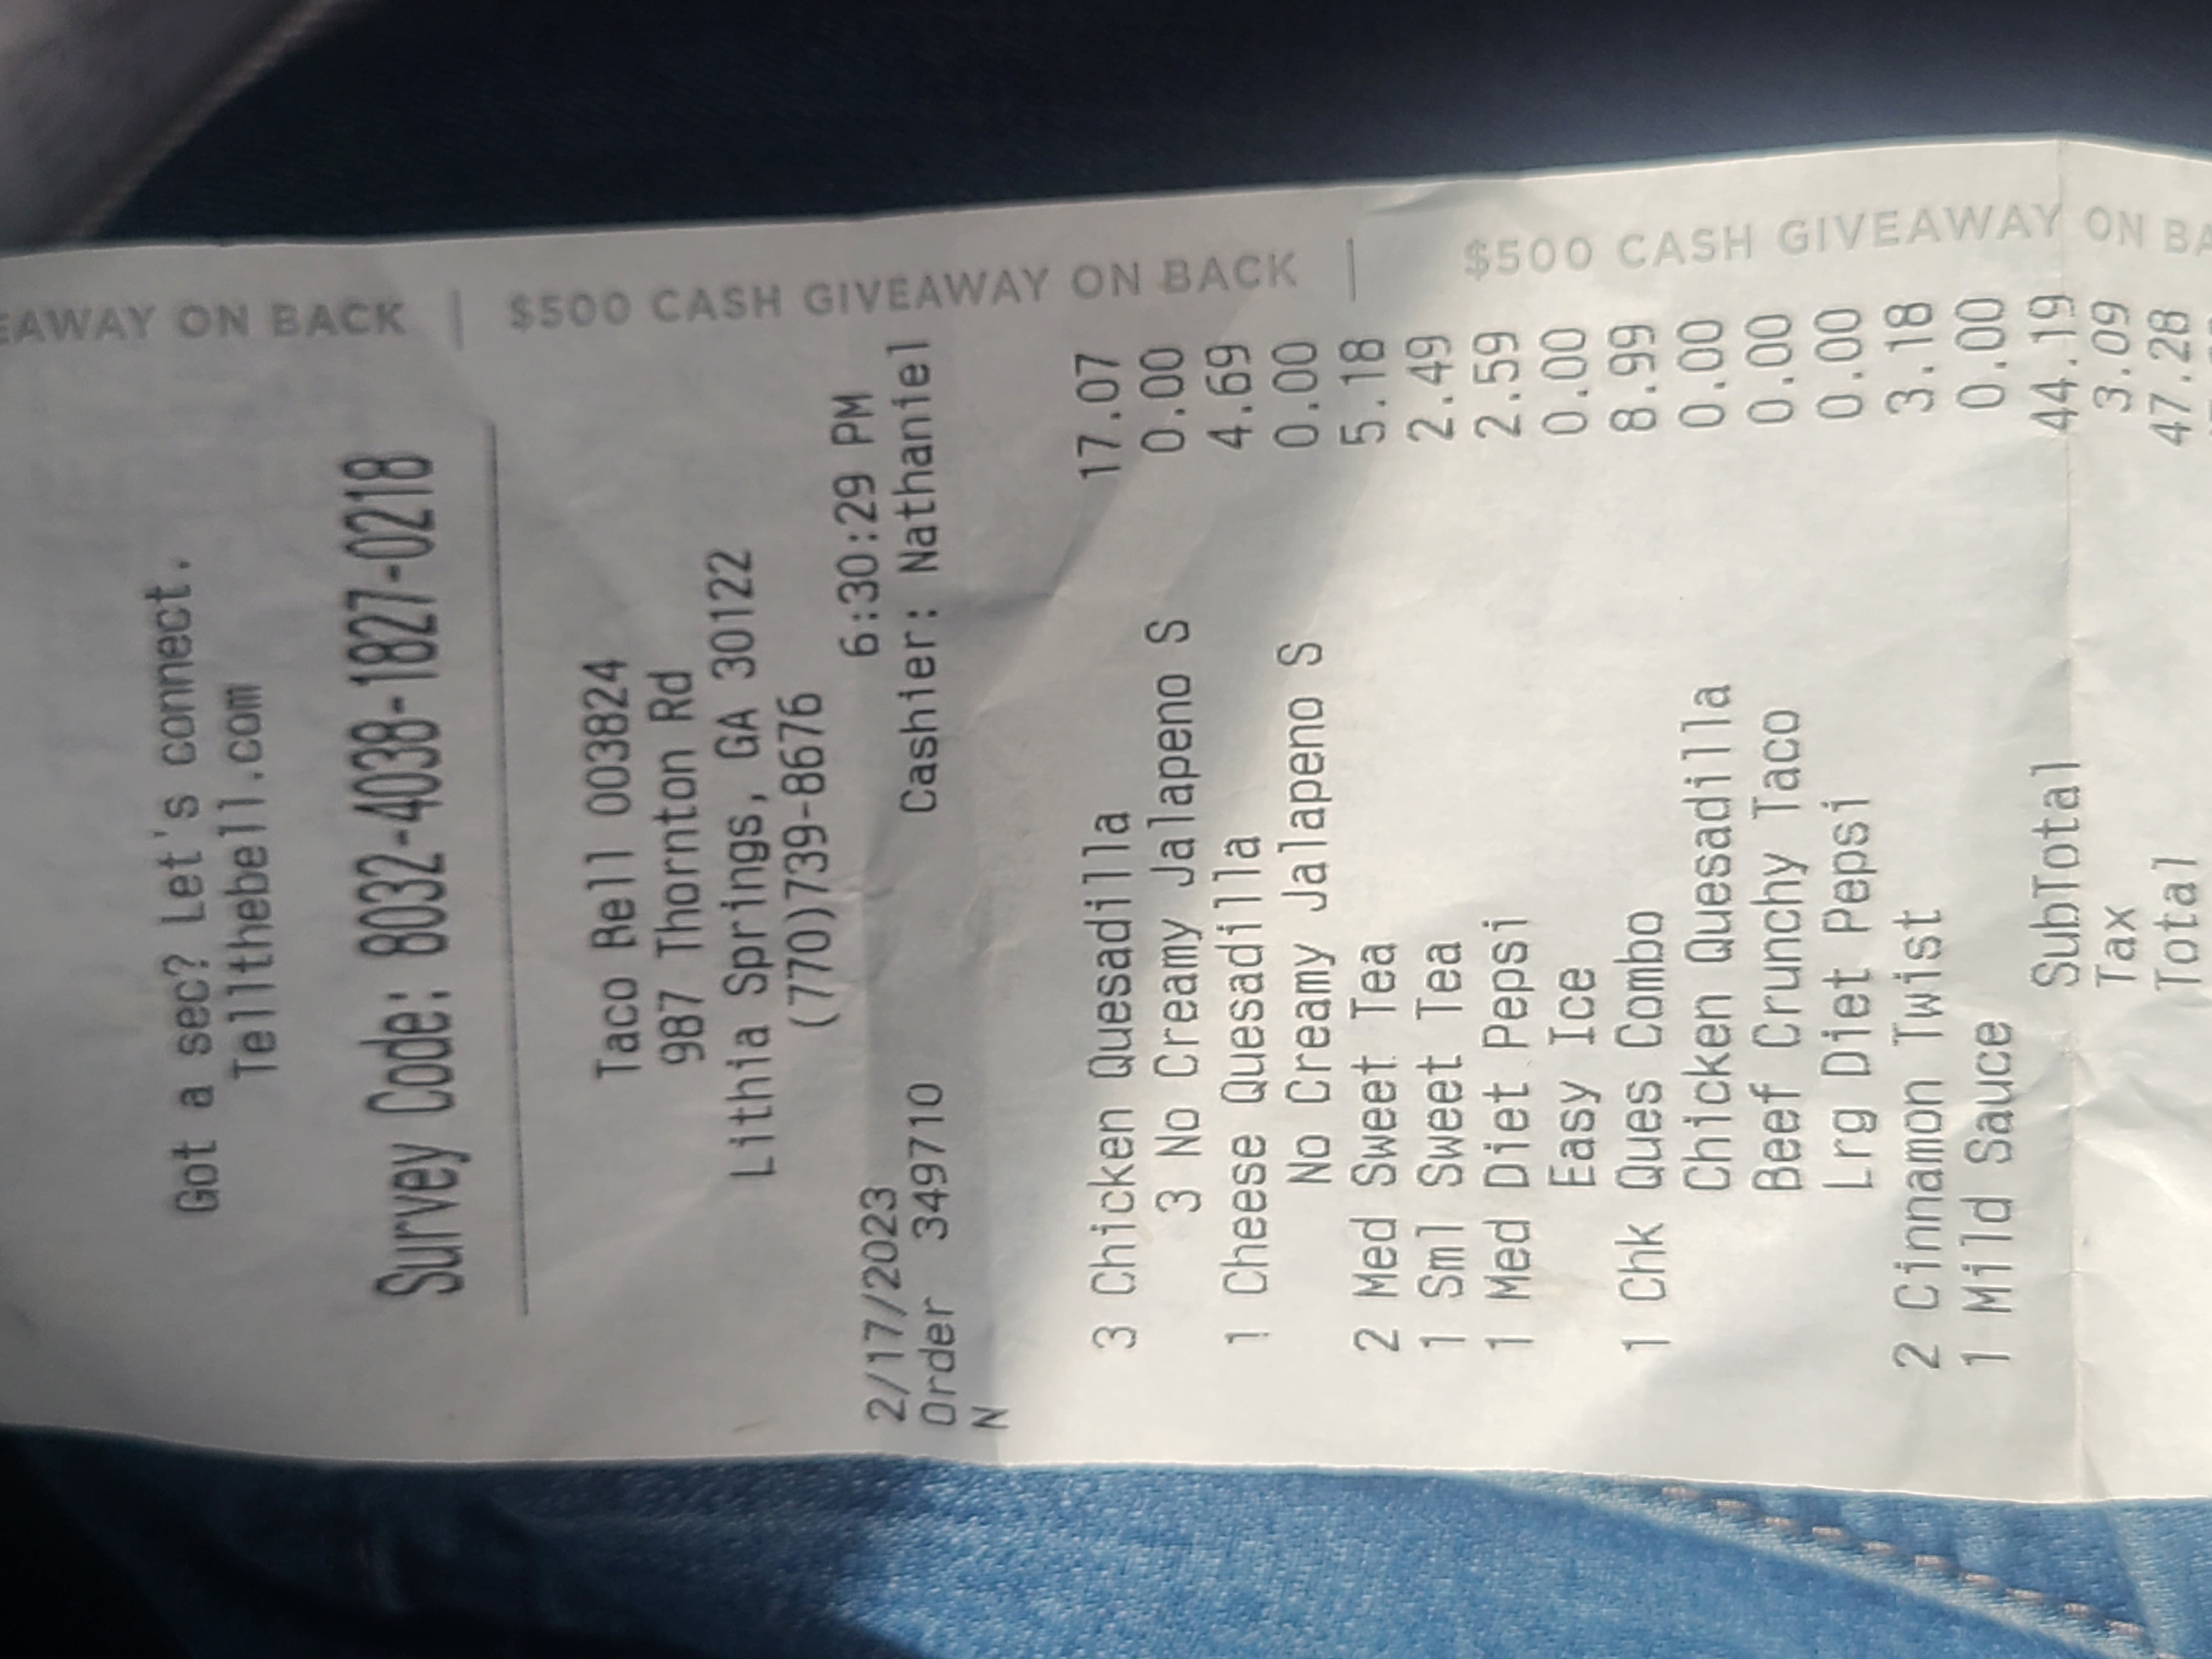 $500 CASH GIVEAWAY ON BACK | $500 CASH GIVEAWAY ON
EAWAY ON BACK |
Got a sec? Let's connect.
Tellthebell.com
Survey Code: 8032-4038-1827-0218
Taco Bell 003824
987 Thornton Rd
Lithia Springs, GA 30122
(770)739-8676
2/17/2023 6:30:29 PM
Order 349710 Cashier: Nathaniel
N
3 Chicken Quesadilla 17.07
3 No Creamy Jalapeno S 0.00
1 Cheese Quesadilla 4.69
No Creamy Jalapeno S 0.00
2 Med Sweet Tea 5.18
1 Sml Sweet Tea 2.49
1 Med Diet Pepsi 2.59
Easy Ice 0.00
1 Chk Ques Combo 8.99
Chicken Quesadilla 0.00
Beef Crunchy Taco 0.00
Lrg Diet Pepsi 0.00
2 Cinnamon Twist 3.18
1 Mild Sauce 0.00
SubTotal 44.19
Tax 3.09
Total 47.28